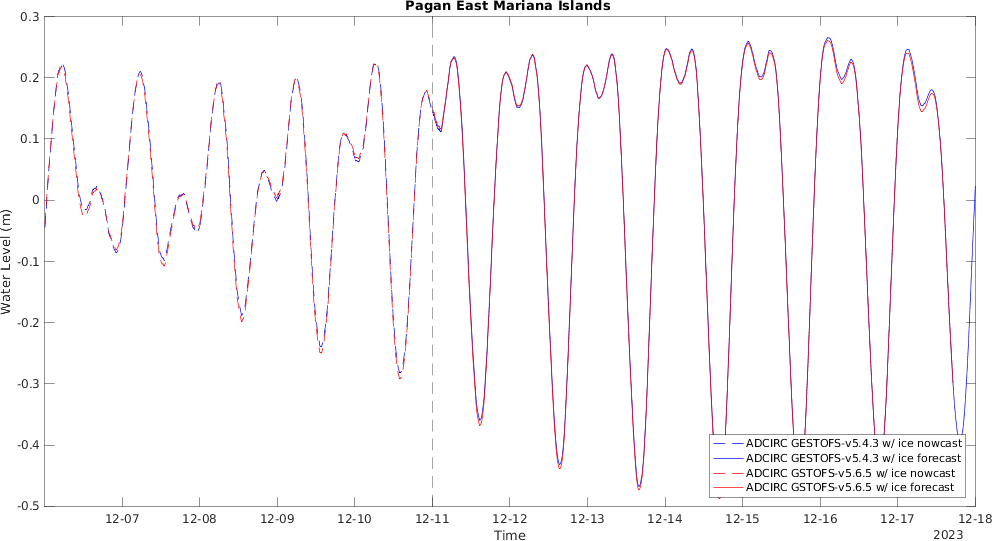 Pagan East Mariana Islands
0.3
0.2
0.1
0
-0.1
-0.2
-0.3
-0.4
-0.5
Water Level (m)
ADCIRC GESTOFS-v5.4.3 w/ ice nowcast
ADCIRC GESTOFS-v5.4.3 w/ ice forecast
ADCIRC GSTOFS-v5.6.5 w/ ice nowcast
ADCIRC GSTOFS-v5.6.5 w/ ice forecast
12-07 12-08 12-09 12-10 12-11 12-12 12-13 12-14 12-15 12-16 12-17 12-18
Time
2023